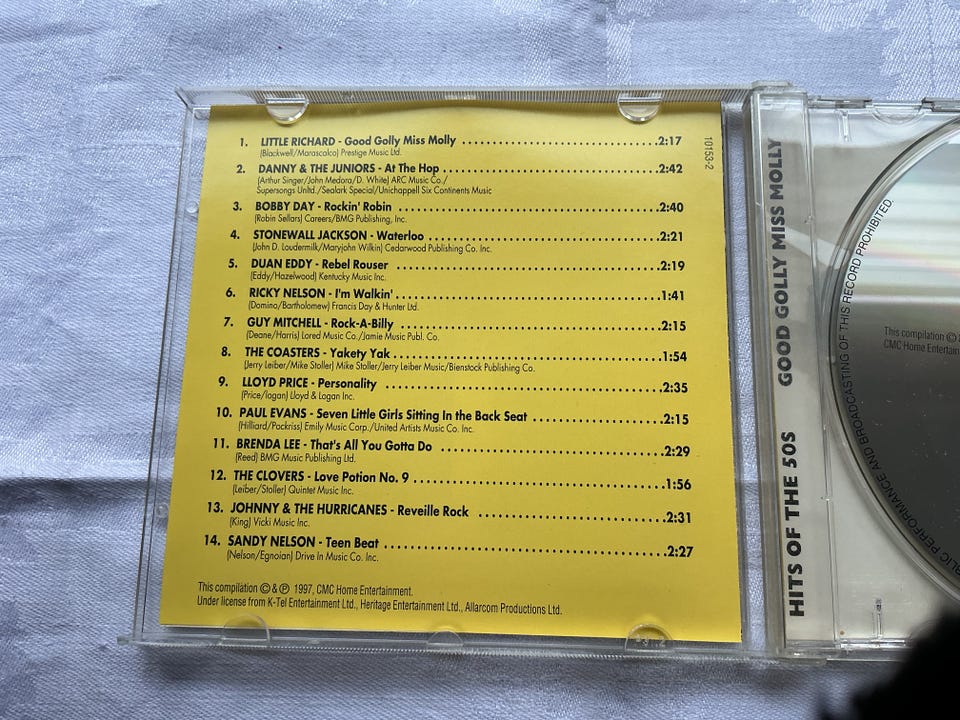 1. LITTLE RICHARD - Good Golly Miss Molly ..........2:17
(Blackwell/Marascalco) Prestige Music Ltd.
2. DANNY & THE JUNIORS - At The Hop ..........2:42
(Arthur Singer/John Medora/D. White) ARC Music Co./
Supersongs Unltd./Sealark Special/Unichappell Six Continents Music
3. BOBBY DAY - Rockin' Robin ..........2:40
(Robin Sellars) Careers/BMG Publishing, Inc.
4. STONEWALL JACKSON - Waterloo ..........2:21
(John D. Loudermilk/Maryjohn Wilkin) Cedarwood Publishing Co. Inc.
5. DUAN EDDY - Rebel Rouser ..........2:19
(Eddy/Hazelwood) Kentucky Music Inc.
6. RICKY NELSON - I'm Walkin' ..........1:41
(Domino/Bartholomew) Francis Day & Hunter Ltd.
7. GUY MITCHELL - Rock-A-Billy ..........2:15
(Deane/Harris) Lored Music Co./Jamie Music Publ. Co.
8. THE COASTERS - Yakety Yak ..........1:54
(Jerry Leiber/Mike Stoller) Mike Stoller/Jerry Leiber Music/Bienstock Publishing Co.
9. LLOYD PRICE - Personality ..........2:35
(Price/logan) Lloyd & Logan Inc.
10. PAUL EVANS - Seven Little Girls Sitting In the Back Seat ..........2:15
(Hilliard/Pockriss) Emily Music Corp./United Artists Music Co. Inc.
11. BRENDA LEE - That's All You Gotta Do ..........2:29
(Reed) BMG Music Publishing Ltd.
12. THE CLOVERS - Love Potion No. 9 ..........1:56
(Leiber/Stoller) Quintet Music Inc.
13. JOHNNY & THE HURRICANES - Reveille Rock ..........2:31
(King) Vicki Music Inc.
14. SANDY NELSON - Teen Beat ..........2:27
(Nelson/Egnoian) Drive In Music Co. Inc.
This compilation © & ℗ 1997, CMC Home Entertainment.
Under license from K-Tel Entertainment Ltd., Heritage Entertainment Ltd., Allarcom Productions Ltd.
10153-2
HITS OF THE 50S GOOD GOLLY MISS MOLLY
PERFORMANCE AND BROADCASTING OF THIS RECORD PROHIBITED.
This compilation ©
CMC Home